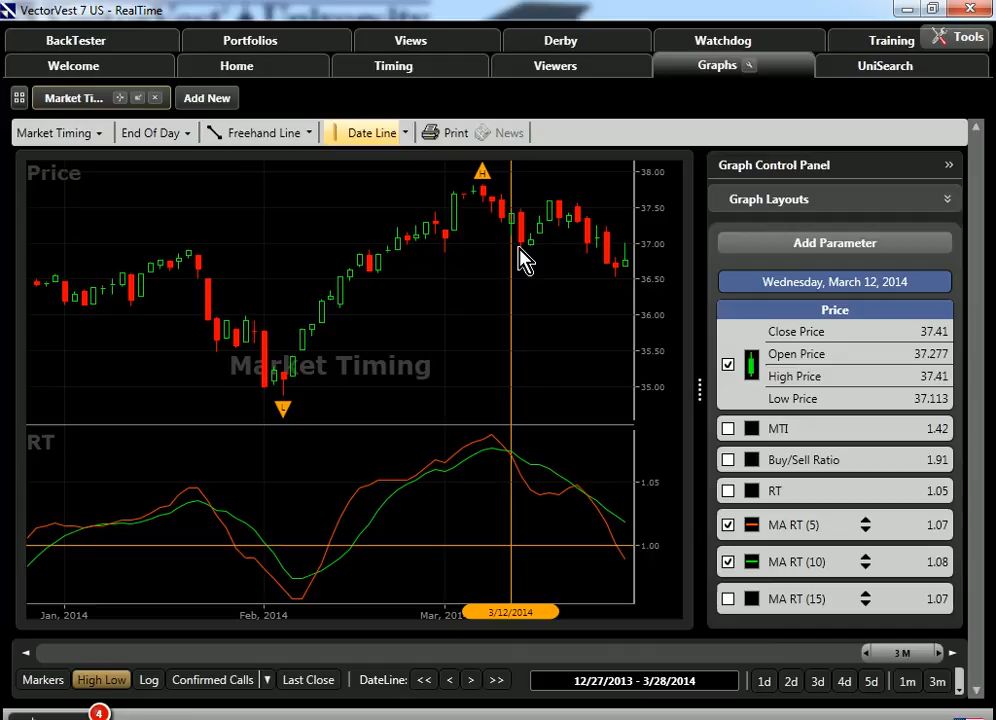 VectorVest 7 US - RealTime
BackTester Portfolios Views Derby Watchdog Training Tools
Welcome Home Timing Viewers Graphs UniSearch
Market Ti... Add New
Market Timing End Of Day Freehand Line Date Line Print News
Price
H
38.00
37.50
37.00
36.50
36.00
35.50
35.00
Market Timing
L
RT
1.05
1.00
Jan, 2014 Feb, 2014 Mar, 201 3/12/2014
Graph Control Panel
Graph Layouts
Add Parameter
Wednesday, March 12, 2014
Price
Close Price 37.41
Open Price 37.277
High Price 37.41
Low Price 37.113
MTI 1.42
Buy/Sell Ratio 1.91
RT 1.05
MA RT (5) 1.07
MA RT (10) 1.08
MA RT (15) 1.07
3 M
Markers High Low Log Confirmed Calls Last Close DateLine: << < > >> 12/27/2013 - 3/28/2014 1d 2d 3d 4d 5d 1m 3m
4